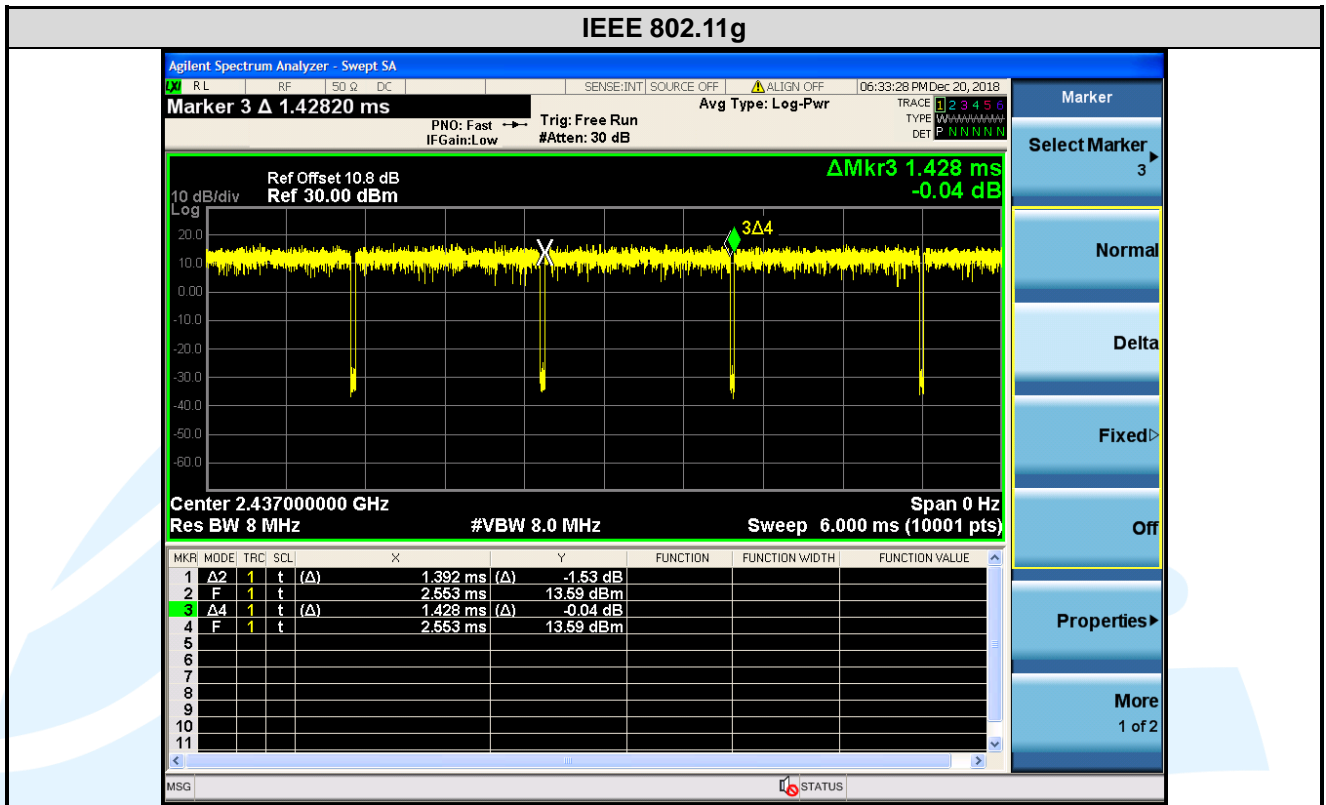 IEEE 802.11g
Agilent Spectrum Analyzer - Swept SA
LXI RL RF 50 Ω DC SENSE:INT SOURCE OFF ALIGN OFF 06:33:28 PM Dec 20, 2018
Marker 3 Δ 1.42820 ms
PNO: Fast
IFGain:Low
Trig: Free Run
#Atten: 30 dB
Avg Type: Log-Pwr
TRACE 1 2 3 4 5 6
TYPE WWWWWW
DET P N N N N N
ΔMkr3 1.428 ms
-0.04 dB
Ref Offset 10.8 dB
10 dB/div Ref 30.00 dBm
Log
3Δ4
20.0
10.0
0.00
-10.0
-20.0
-30.0
-40.0
-50.0
-60.0
X
Center 2.437000000 GHz Span 0 Hz
Res BW 8 MHz #VBW 8.0 MHz Sweep 6.000 ms (10001 pts)
MKR MODE TRC SCL X Y FUNCTION FUNCTION WIDTH FUNCTION VALUE
1 Δ2 1 t (Δ) 1.392 ms (Δ) -1.53 dB
2 F 1 t 2.553 ms 13.59 dBm
3 Δ4 1 t (Δ) 1.428 ms (Δ) -0.04 dB
4 F 1 t 2.553 ms 13.59 dBm
5
6
7
8
9
10
11
MSG STATUS
Marker
Select Marker
3
Normal
Delta
Fixed
Off
Properties
More
1 of 2